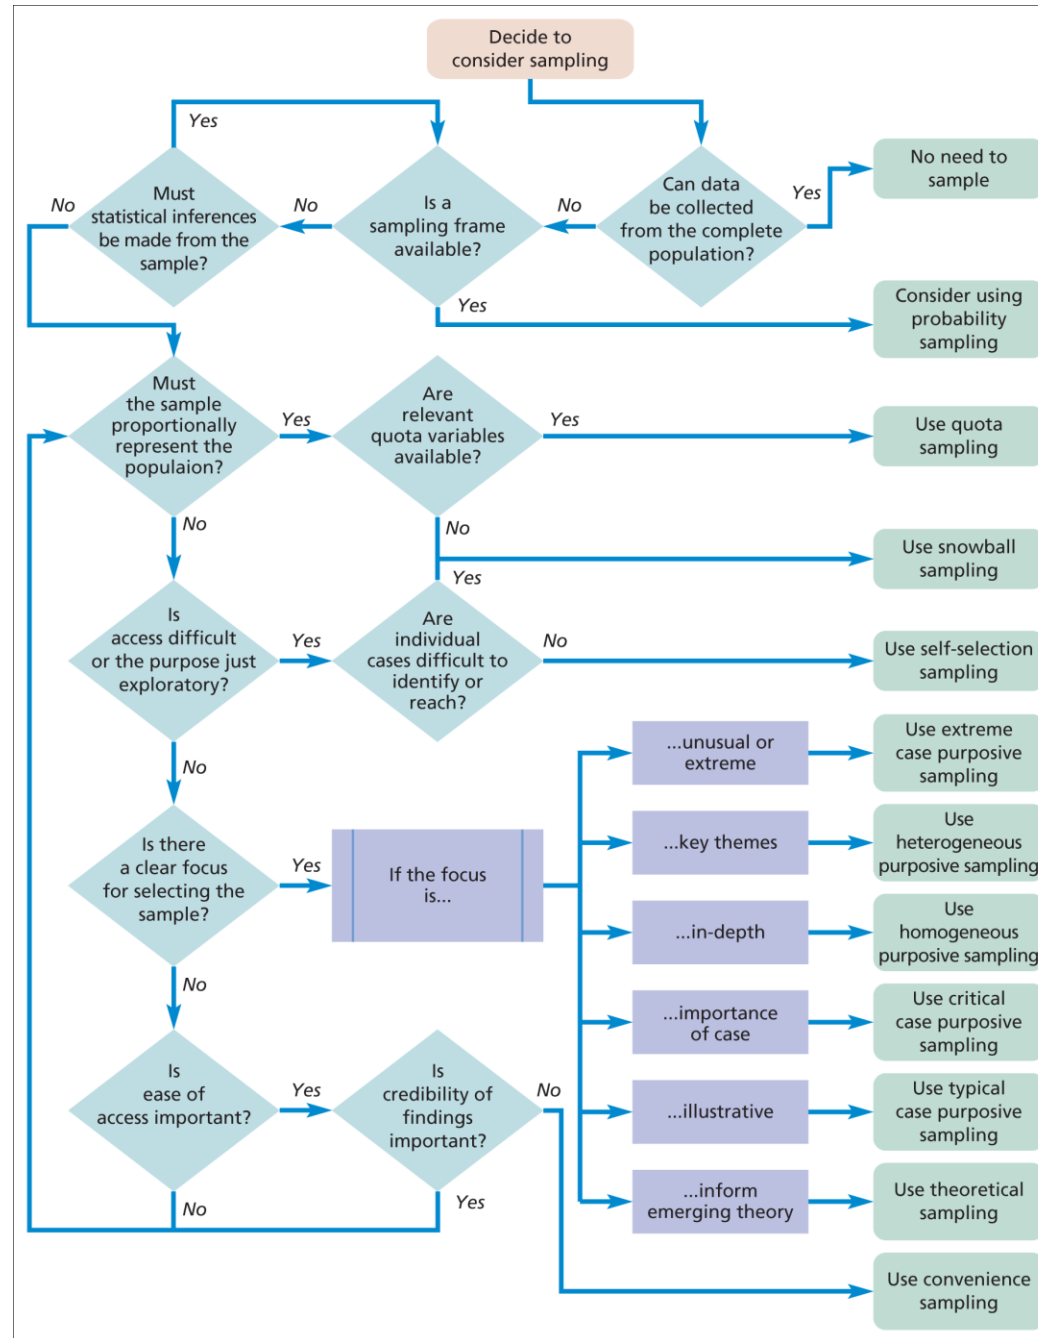 Decide to
consider sampling
Yes
Must
statistical inferences
be made from the
sample?
No
No
Is a
sampling frame
available?
No
Can data
be collected
from the complete
population?
Yes
No need to
sample
Yes
Consider using
probability
sampling
Must
the sample
proportionally
represent the
populaion?
Yes
Are
relevant
quota variables
available?
Yes
Use quota
sampling
No
No
Use snowball
sampling
Yes
Is
access difficult
or the purpose just
exploratory?
Yes
Are
individual
cases difficult to
identify or
reach?
No
Use self-selection
sampling
No
...unusual or
extreme
Use extreme
case purposive
sampling
Is there
a clear focus
for selecting the
sample?
Yes
If the focus
is...
...key themes
Use
heterogeneous
purposive sampling
...in-depth
Use
homogeneous
purposive sampling
No
...importance
of case
Use critical
case purposive
sampling
Is
ease of
access important?
Yes
Is
credibility of
findings
important?
No
...illustrative
Use typical
case purposive
sampling
No
Yes
...inform
emerging theory
Use theoretical
sampling
Use convenience
sampling